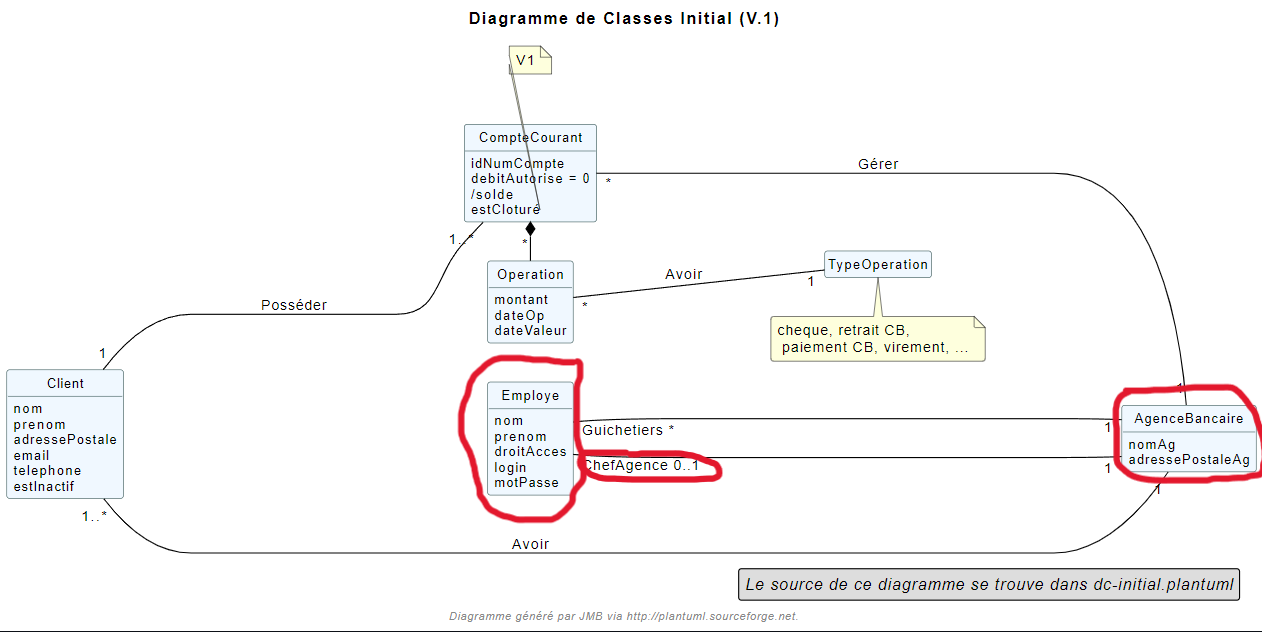 Diagramme de Classes Initial (V.1)
V1
CompteCourant
idNumCompte
debitAutorise = 0
/solde
estCloturé
*
Gérer
1
1..*
*
Operation
montant
dateOp
dateValeur
*
Avoir
1
TypeOperation
cheque, retrait CB,
paiement CB, virement, ...
Posséder
1
Client
nom
prenom
adressePostale
email
telephone
estInactif
1..*
Employe
nom
prenom
droitAcces
login
motPasse
Guichetiers *
1
ChefAgence 0..1
1
AgenceBancaire
nomAg
adressePostaleAg
1
Avoir
Le source de ce diagramme se trouve dans dc-initial.plantuml
Diagramme généré par JMB via http://plantuml.sourceforge.net.